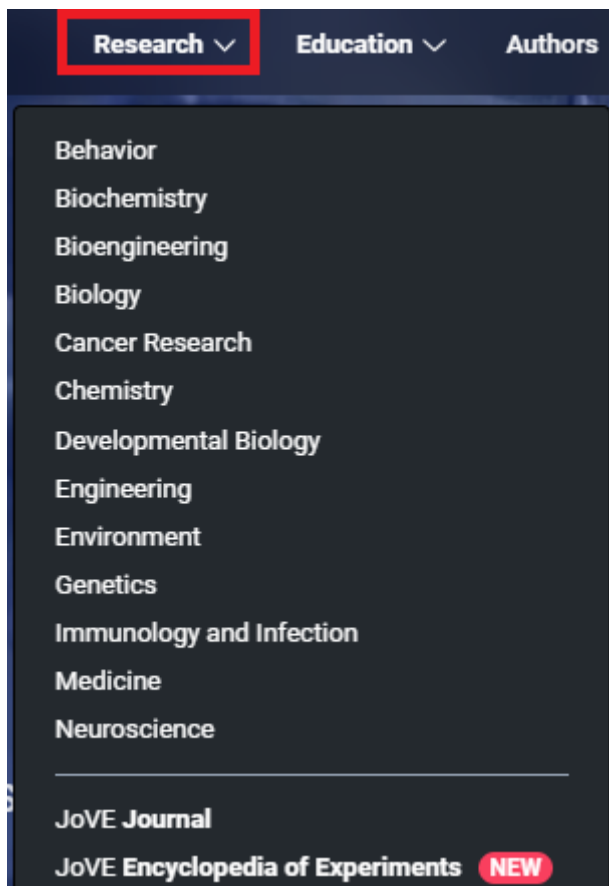 Research Education Authors
Behavior
Biochemistry
Bioengineering
Biology
Cancer Research
Chemistry
Developmental Biology
Engineering
Environment
Genetics
Immunology and Infection
Medicine
Neuroscience
JoVE Journal
JoVE Encyclopedia of Experiments NEW